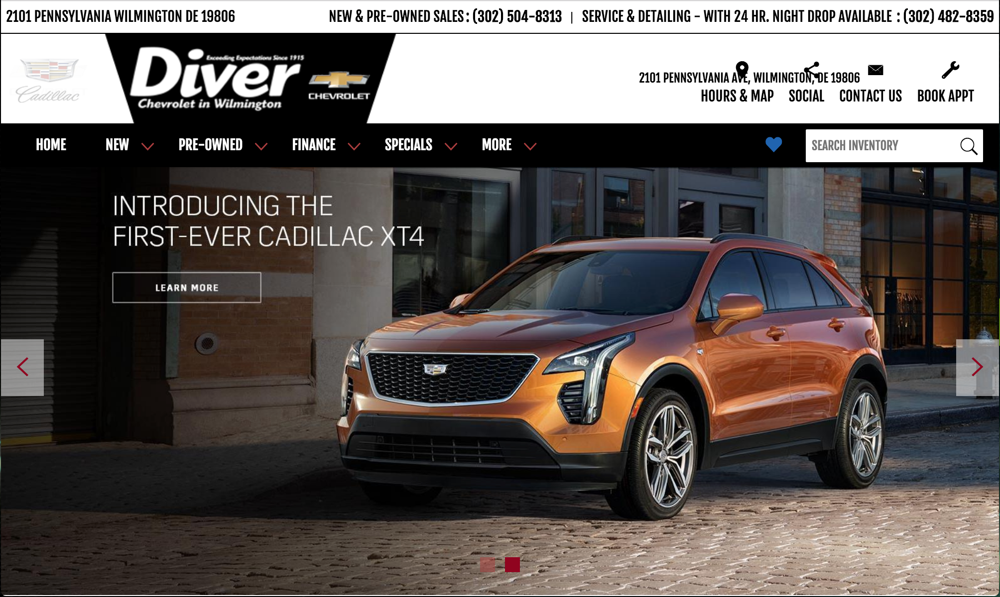 2101 PENNSYLVANIA WILMINGTON DE 19806
NEW & PRE-OWNED SALES : (302) 504-8313 | SERVICE & DETAILING - WITH 24 HR. NIGHT DROP AVAILABLE : (302) 482-8359
Cadillac
Exceeding Expectations Since 1915
Diver
Chevrolet in Wilmington
CHEVROLET
2101 PENNSYLVANIA AVE, WILMINGTON, DE 19806
HOURS & MAP SOCIAL CONTACT US BOOK APPT
HOME NEW PRE-OWNED FINANCE SPECIALS MORE SEARCH INVENTORY
INTRODUCING THE
FIRST-EVER CADILLAC XT4
LEARN MORE